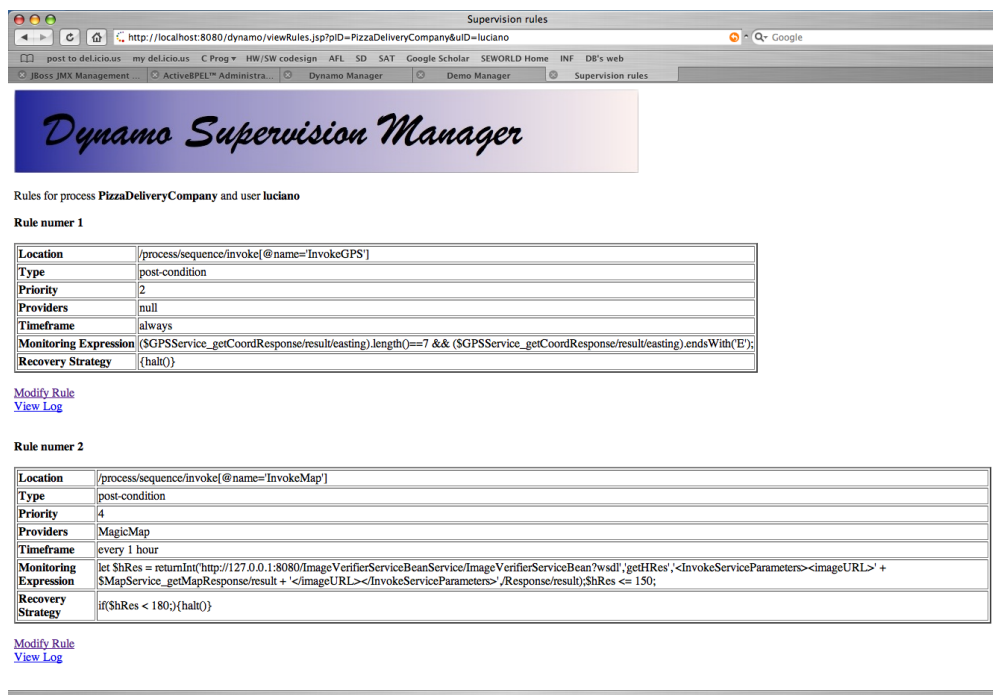 Supervision rules
http://localhost:8080/dynamo/viewRules.jsp?pID=PizzaDeliveryCompany&uID=luciano
Google
post to del.icio.us my del.icio.us C Prog HW/SW codesign AFL SD SAT Google Scholar SEWORLD Home INF DB's web
JBoss JMX Management ... ActiveBPEL™ Administra... Dynamo Manager Demo Manager Supervision rules
Dynamo Supervision Manager
Rules for process PizzaDeliveryCompany and user luciano
Rule numer 1
Location /process/sequence/invoke[@name='InvokeGPS']
Type post-condition
Priority 2
Providers null
Timeframe always
Monitoring Expression ($GPSService_getCoordResponse/result/easting).length()==7 && ($GPSService_getCoordResponse/result/easting).endsWith('E');
Recovery Strategy {halt()}
Modify Rule
View Log
Rule numer 2
Location /process/sequence/invoke[@name='InvokeMap']
Type post-condition
Priority 4
Providers MagicMap
Timeframe every 1 hour
Monitoring Expression let $hRes = returnInt('http://127.0.0.1:8080/ImageVerifierServiceBeanService/ImageVerifierServiceBean?wsdl','getHRes','<InvokeServiceParameters><imageURL>' +
$MapService_getMapResponse/result + '</imageURL></InvokeServiceParameters>',/Response/result);$hRes <= 150;
Recovery Strategy if($hRes < 180;){halt()}
Modify Rule
View Log